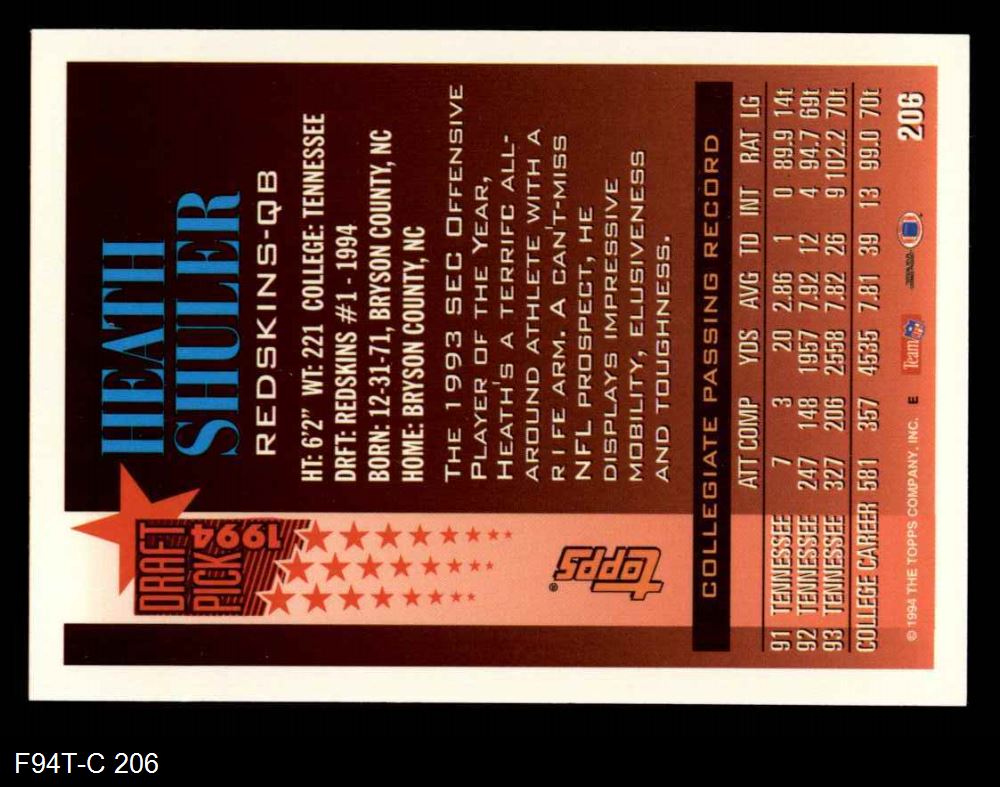 HEATH
SHULER
REDSKINS-QB
HT: 6'2" WT: 221 COLLEGE: TENNESSEE
DRFT: REDSKINS #1 - 1994
BORN: 12-31-71, BRYSON COUNTY, NC
HOME: BRYSON COUNTY, NC
THE 1993 SEC OFFENSIVE
PLAYER OF THE YEAR,
HEATH'S A TERRIFIC ALL-
AROUND ATHLETE WITH A
RIFLE ARM. A CAN'T-MISS
NFL PROSPECT, HE
DISPLAYS IMPRESSIVE
MOBILITY, ELUSIVENESS
AND TOUGHNESS.
DRAFT
PICK
1994
TOPPS®
COLLEGIATE PASSING RECORD
ATT COMP YDS AVG TD INT RAT LG
91 TENNESSEE 7 3 20 2.86 1 0 89.9 14t
92 TENNESSEE 247 148 1957 7.92 12 4 94.7 69t
93 TENNESSEE 327 206 2558 7.82 26 9 102.2 70t
COLLEGE CAREER 581 357 4535 7.81 39 13 99.0 70t
© 1994 THE TOPPS COMPANY, INC. E Team NFL
206
F94T-C 206